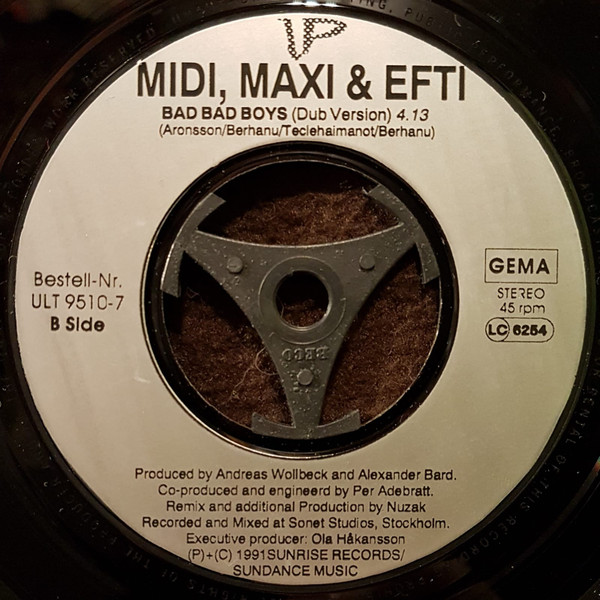 MIDI, MAXI & EFTI
BAD BAD BOYS (Dub Version) 4.13
(Aronsson/Berhanu/Teclehaimanot/Berhanu)
Bestell-Nr.
ULT 9510-7
B Side
GEMA
STEREO
45 rpm
LC 6254
BECO
Produced by Andreas Wollbeck and Alexander Bard.
Co-produced and engineerd by Per Adebratt.
Remix and additional Production by Nuzak
Recorded and Mixed at Sonet Studios, Stockholm.
Executive producer: Ola Håkansson
(P)+(C) 1991SUNRISE RECORDS/
SUNDANCE MUSIC